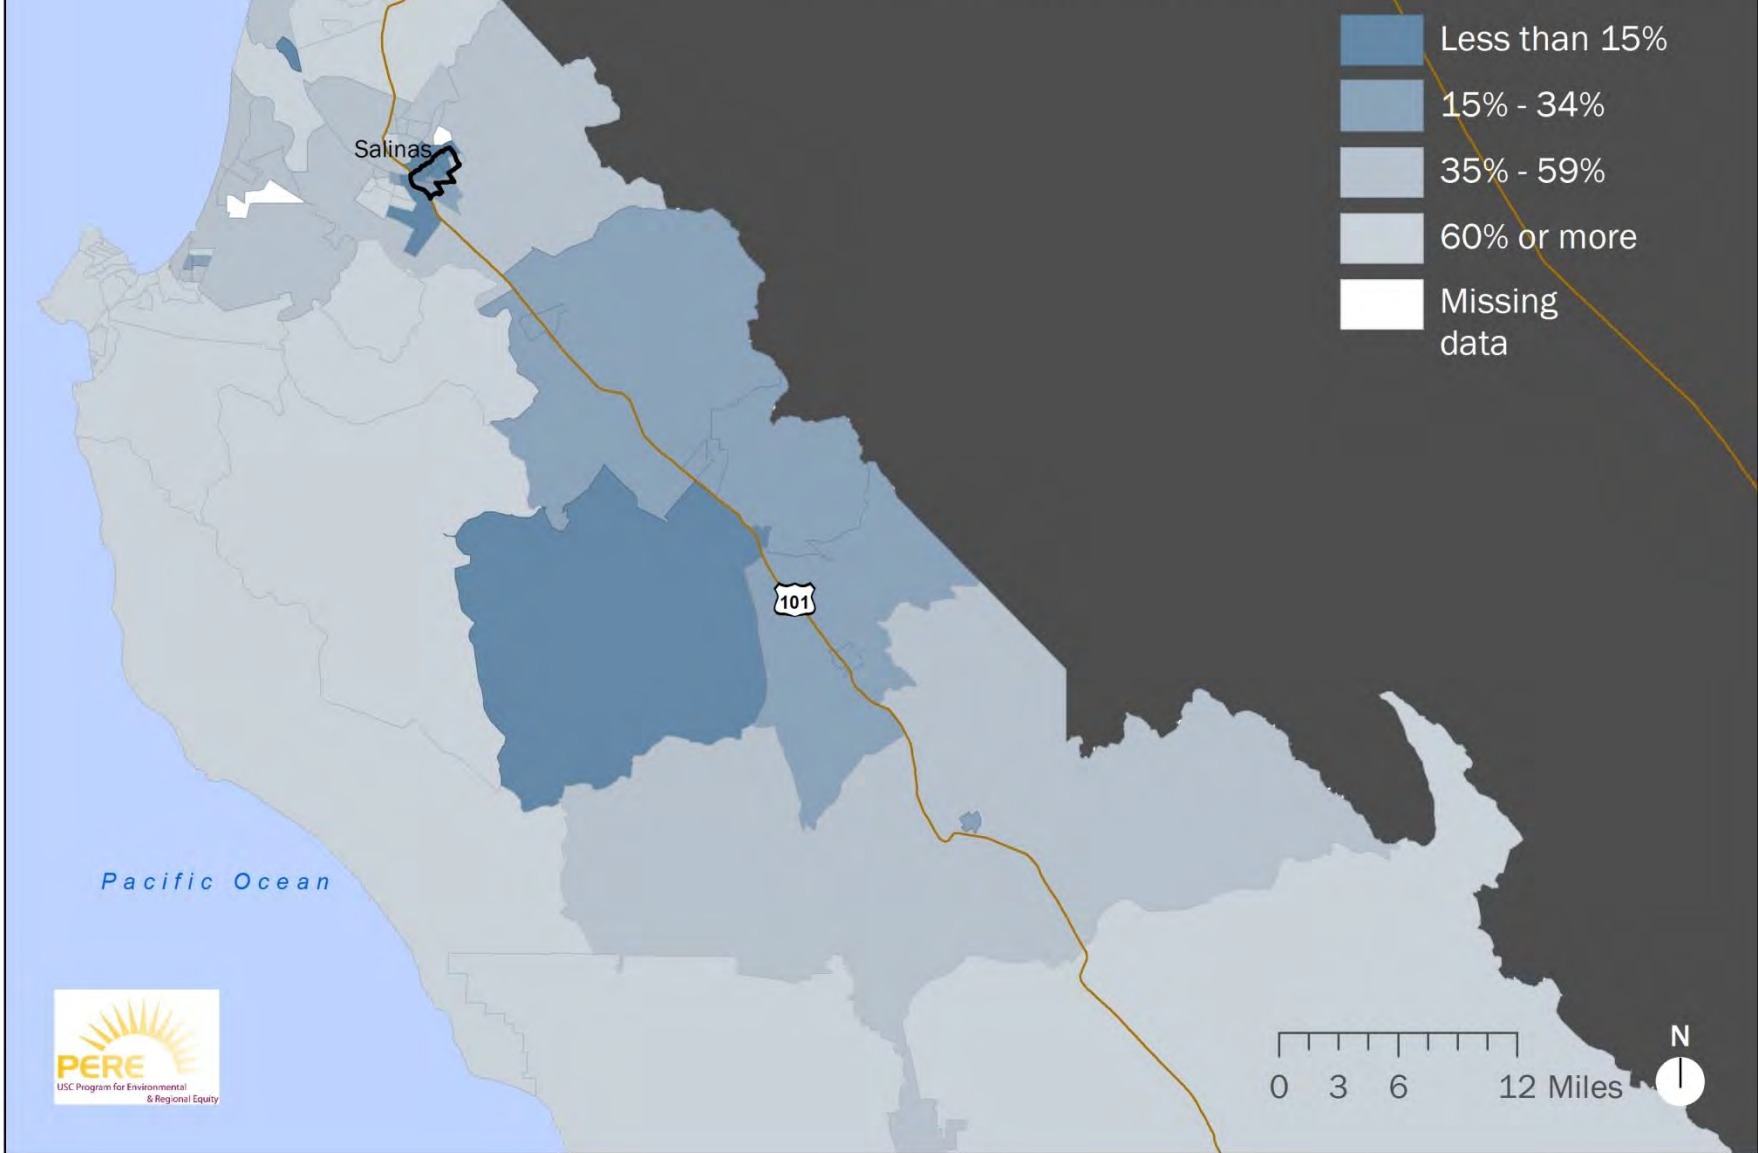 Less than 15%
15% - 34%
35% - 59%
60% or more
Missing
data
Salinas
101
Pacific Ocean
PERE
USC Program for Environmental
& Regional Equity
N
0 3 6 12 Miles